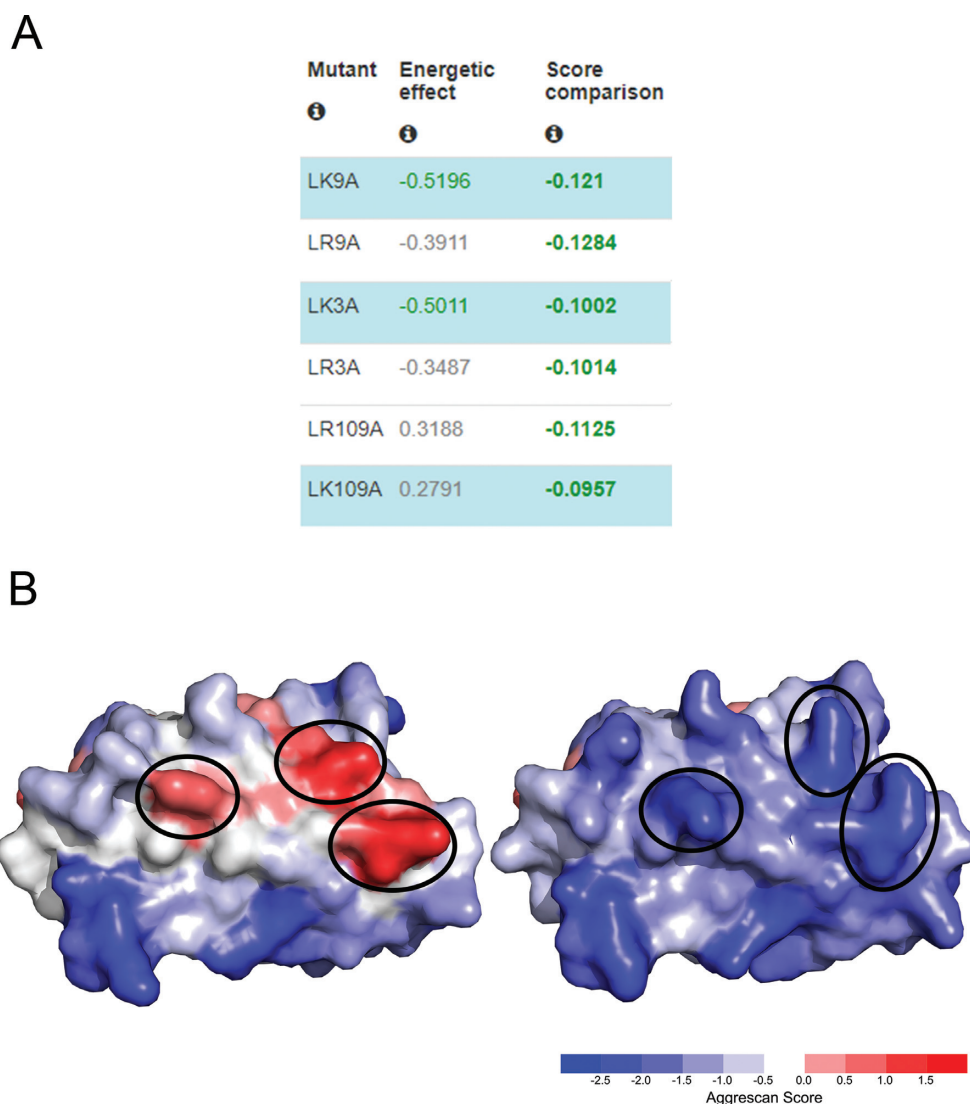 A
Mutant Energetic effect Score comparison
LK9A -0.5196 -0.121
LR9A -0.3911 -0.1284
LK3A -0.5011 -0.1002
LR3A -0.3487 -0.1014
LR109A 0.3188 -0.1125
LK109A 0.2791 -0.0957
B
-2.5 -2.0 -1.5 -1.0 -0.5 0.0 0.5 1.0 1.5
Aggrescan Score